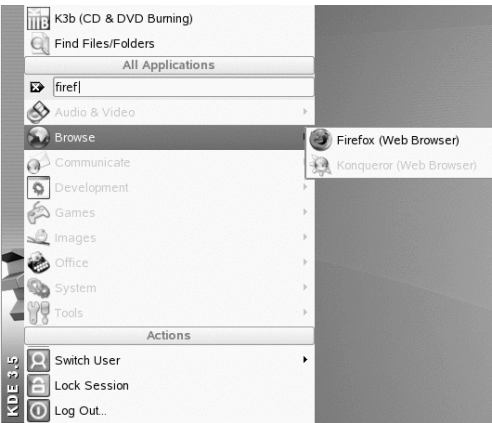 K3b (CD & DVD Burning)
Find Files/Folders
All Applications
firef
Audio & Video
Browse
Firefox (Web Browser)
Konqueror (Web Browser)
Communicate
Development
Games
Images
Office
System
Tools
Actions
Switch User
Lock Session
Log Out...
KDE 3.5